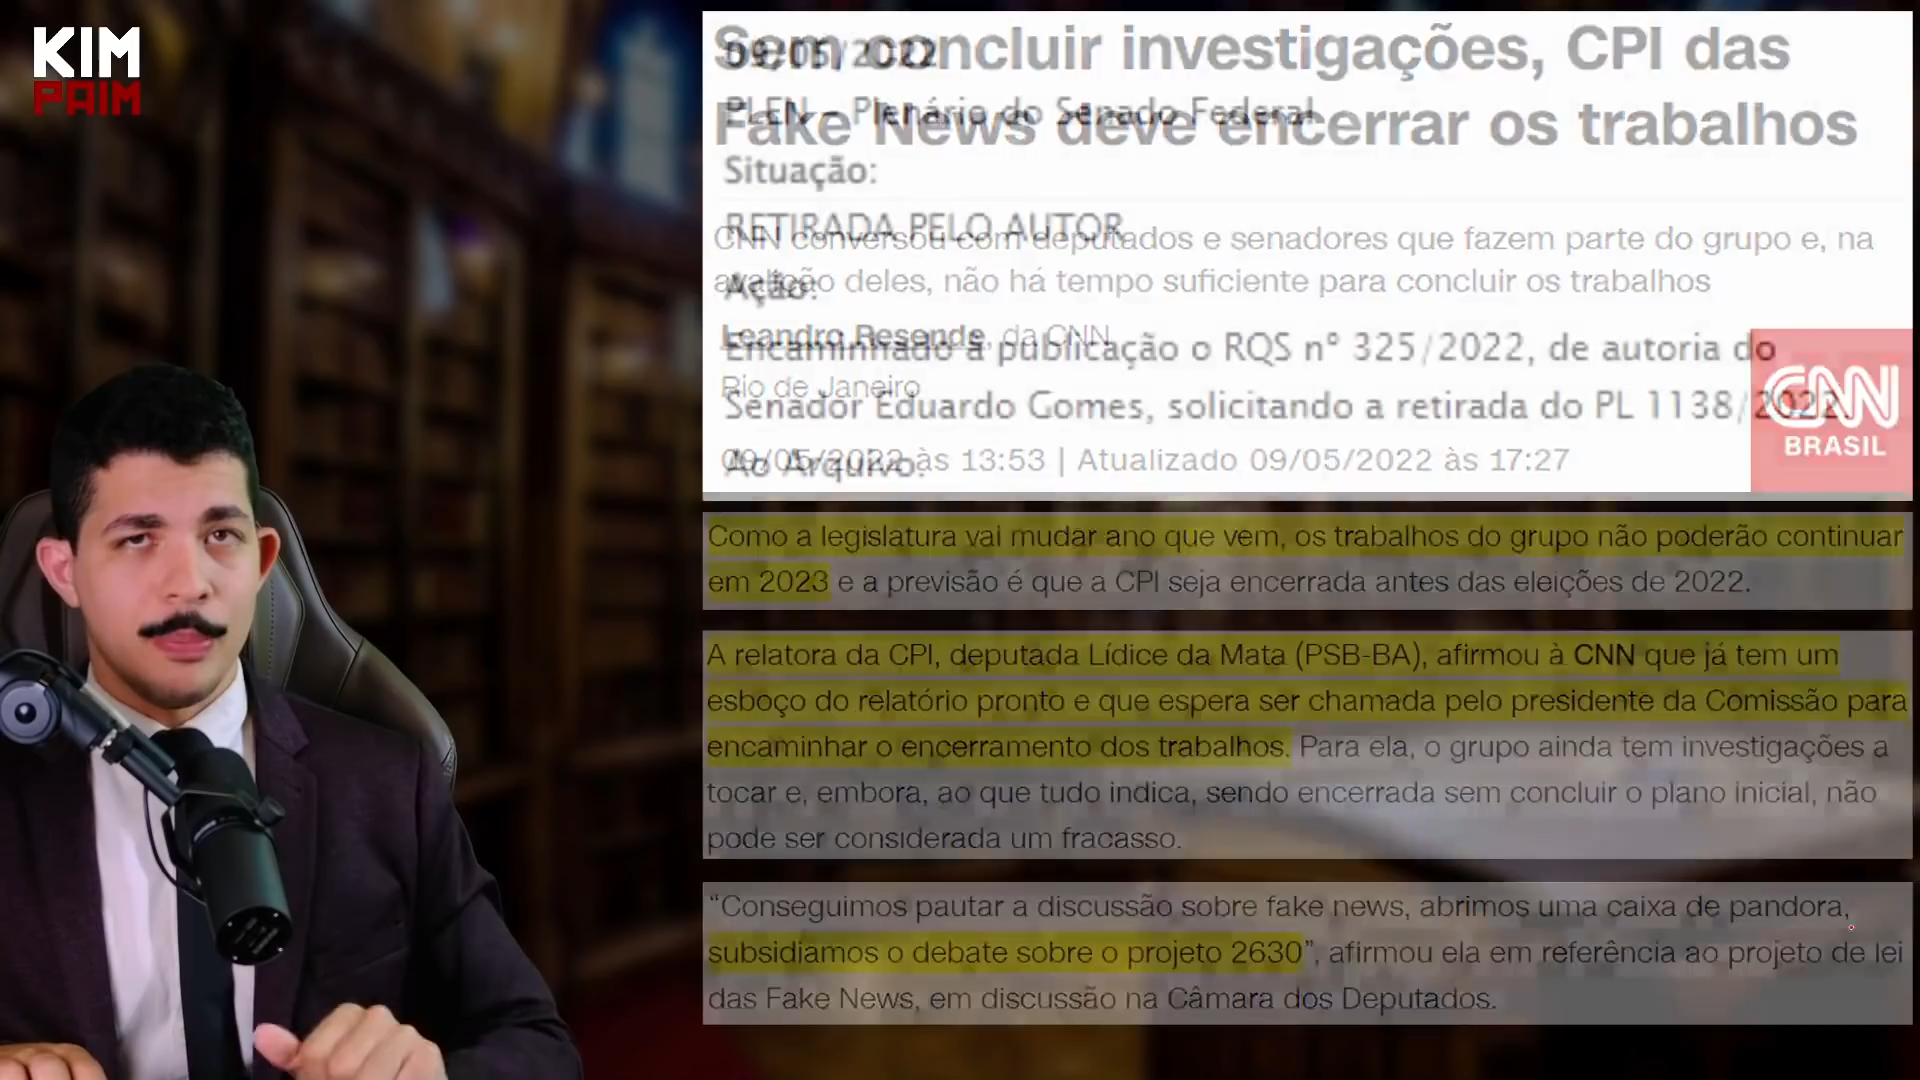 KIM
PAIM
Sem concluir investigações, CPI das
Fake News deve encerrar os trabalhos
CNN conversou com deputados e senadores que fazem parte do grupo e, na
avalição deles, não há tempo suficiente para concluir os trabalhos
Leandro Resende, da CNN
Rio de Janeiro
09/05/2022 às 13:53 | Atualizado 09/05/2022 às 17:27
09/05/2022
PLEN - Plenário do Senado Federal
Situação:
RETIRADA PELO AUTOR
Ação:
Encaminhado à publicação o RQS nº 325/2022, de autoria do
Senador Eduardo Gomes, solicitando a retirada do PL 1138/2022
Ao Arquivo.
CNN
BRASIL
Como a legislatura vai mudar ano que vem, os trabalhos do grupo não poderão continuar
em 2023 e a previsão é que a CPI seja encerrada antes das eleições de 2022.
A relatora da CPI, deputada Lídice da Mata (PSB-BA), afirmou à CNN que já tem um
esboço do relatório pronto e que espera ser chamada pelo presidente da Comissão para
encaminhar o encerramento dos trabalhos. Para ela, o grupo ainda tem investigações a
tocar e, embora, ao que tudo indica, sendo encerrada sem concluir o plano inicial, não
pode ser considerada um fracasso.
“Conseguimos pautar a discussão sobre fake news, abrimos uma caixa de pandora,
subsidiamos o debate sobre o projeto 2630”, afirmou ela em referência ao projeto de lei
das Fake News, em discussão na Câmara dos Deputados.